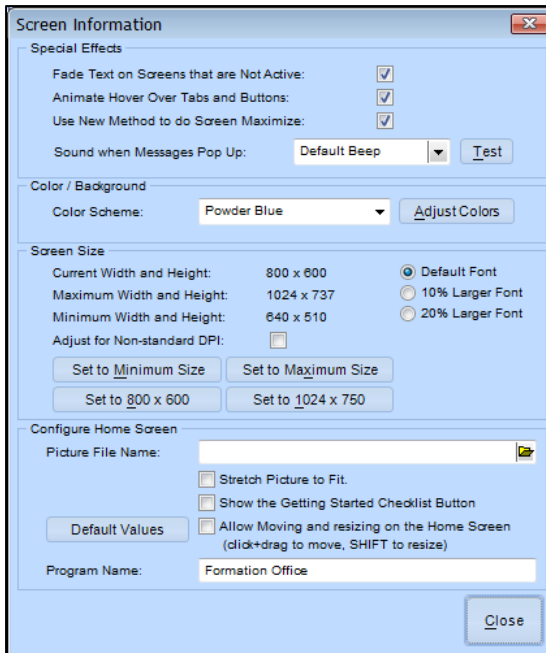 Screen Information
Special Effects
Fade Text on Screens that are Not Active:
Animate Hover Over Tabs and Buttons:
Use New Method to do Screen Maximize:
Sound when Messages Pop Up: Default Beep Test
Color / Background
Color Scheme: Powder Blue Adjust Colors
Screen Size
Current Width and Height: 800 x 600 Default Font
Maximum Width and Height: 1024 x 737 10% Larger Font
Minimum Width and Height: 640 x 510 20% Larger Font
Adjust for Non-standard DPI:
Set to Minimum Size Set to Maximum Size
Set to 800 x 600 Set to 1024 x 750
Configure Home Screen
Picture File Name:
Stretch Picture to Fit.
Show the Getting Started Checklist Button
Default Values Allow Moving and resizing on the Home Screen
(click+drag to move, SHIFT to resize)
Program Name: Formation Office
Close